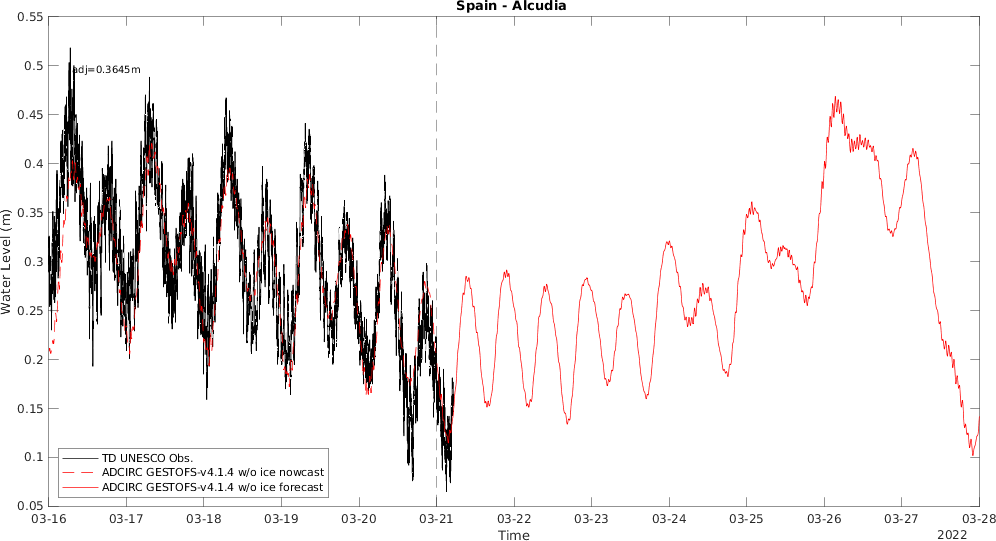 Spain - Alcudia
0.55
0.5
0.45
0.4
0.35
0.3
0.25
0.2
0.15
0.1
0.05
Water Level (m)
adj=0.3645m
TD UNESCO Obs.
ADCIRC GESTOFS-v4.1.4 w/o ice nowcast
ADCIRC GESTOFS-v4.1.4 w/o ice forecast
03-16 03-17 03-18 03-19 03-20 03-21 03-22 03-23 03-24 03-25 03-26 03-27 03-28
Time
2022